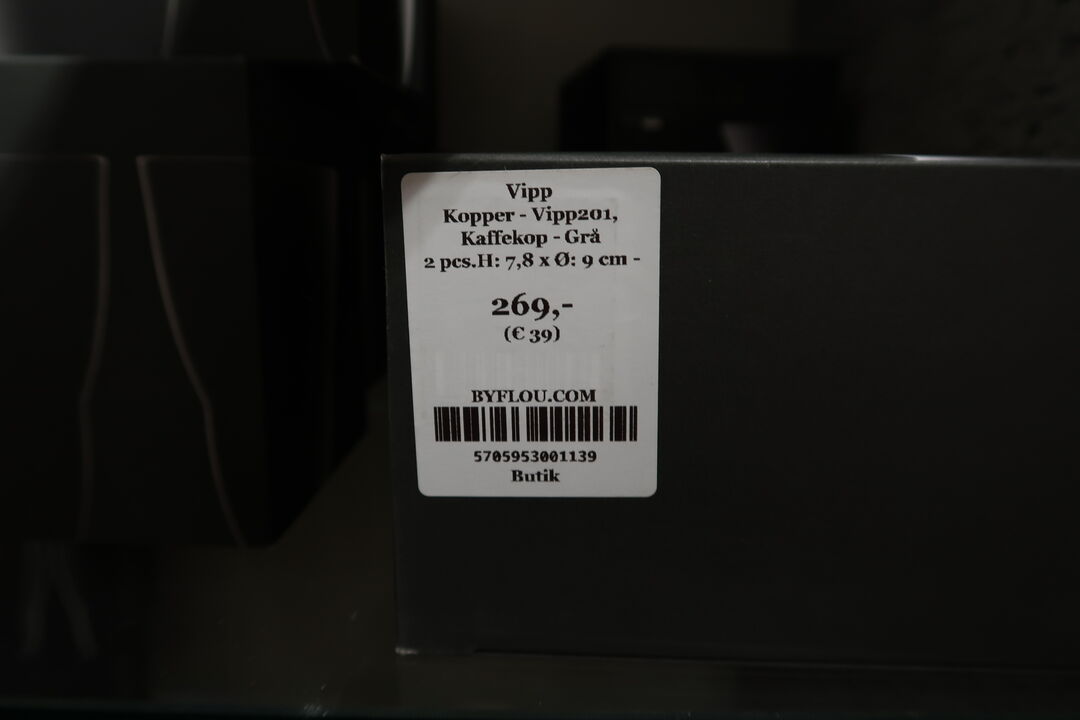 Vipp
Kopper - Vipp201,
Kaffekop - Grå
2 pcs.H: 7,8 x Ø: 9 cm -
269,-
(€ 39)
BYFLOU.COM
5705953001139
Butik